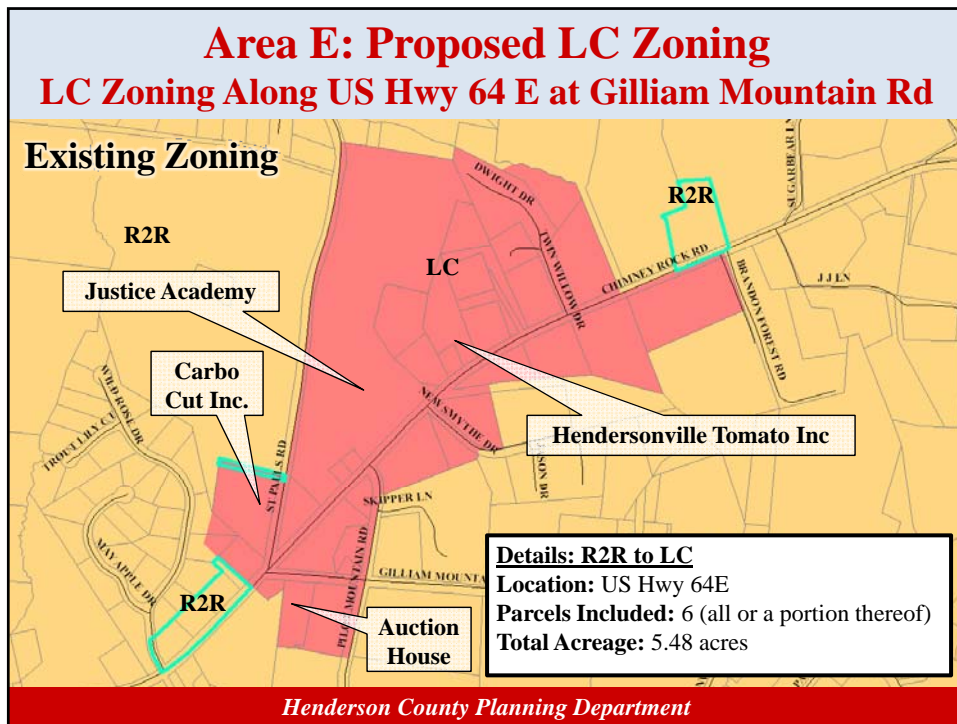 Area E: Proposed LC Zoning
LC Zoning Along US Hwy 64 E at Gilliam Mountain Rd
Existing Zoning
R2R
R2R
LC
Justice Academy
Carbo
Cut Inc.
Hendersonville Tomato Inc
Auction
House
R2R
DWIGHT DR
TWIN WILLOW DR
CHIMNEY ROCK RD
SUGARBEAR LN
BRANDON FOREST RD
J J LN
NEW SMYTHE DR
SKIPPER LN
ST PAULS RD
WILD ROSE DR
TROUT LILY CT
MAY APPLE DR
GILLIAM MOUNTA
Details: R2R to LC
Location: US Hwy 64E
Parcels Included: 6 (all or a portion thereof)
Total Acreage: 5.48 acres
Henderson County Planning Department